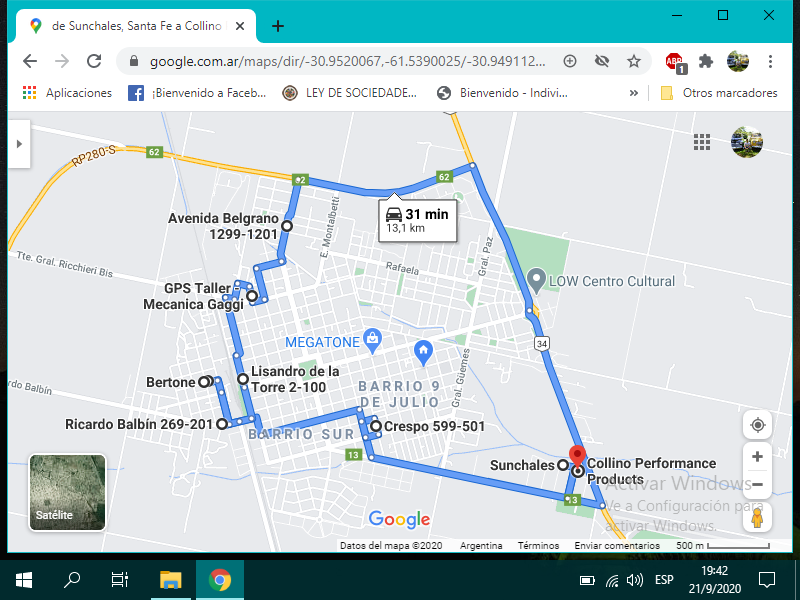 de Sunchales, Santa Fe a Collino
google.com.ar/maps/dir/-30.9520067,-61.5390025/-30.949112...
ABP
1
Aplicaciones
¡Bienvenido a Faceb...
LEY DE SOCIEDADE...
Bienvenido - Indivi...
»
Otros marcadores
RP280-S
62
62
62
Avenida Belgrano
1299-1201
E. Montalbetti
31 min
13,1 km
Gral. Paz
Tte. Gral. Ricchieri Bis
Rafaela
LOW Centro Cultural
GPS Taller
Mecanica Gaggi
MEGATONE
34
Lisandro de la
Torre 2-100
Bertone
Gral. Güemes
BARRIO 9
DE JULIO
rdo Balbín
Ricardo Balbín 269-201
Crespo 599-501
BARRIO SUR
13
Sunchales
Collino Performance
Products
13
Activar Windows
Ve a Configuración para
activar Windows.
Satélite
Google
Datos del mapa ©2020
Argentina
Términos
Enviar comentarios
500 m
ESP
19:42
21/9/2020